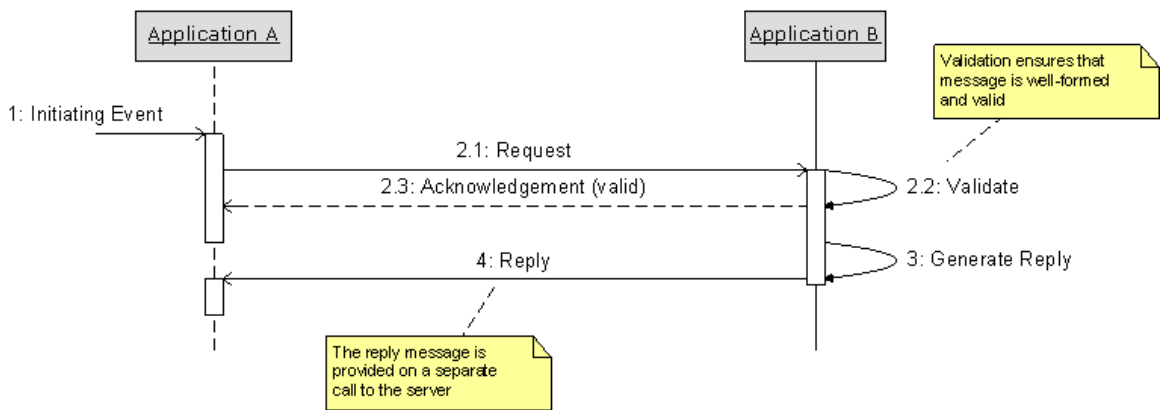 Application A
Application B
Validation ensures that
message is well-formed
and valid
1: Initiating Event
2.1: Request
2.3: Acknowledgement (valid)
2.2: Validate
4: Reply
3: Generate Reply
The reply message is
provided on a separate
call to the server